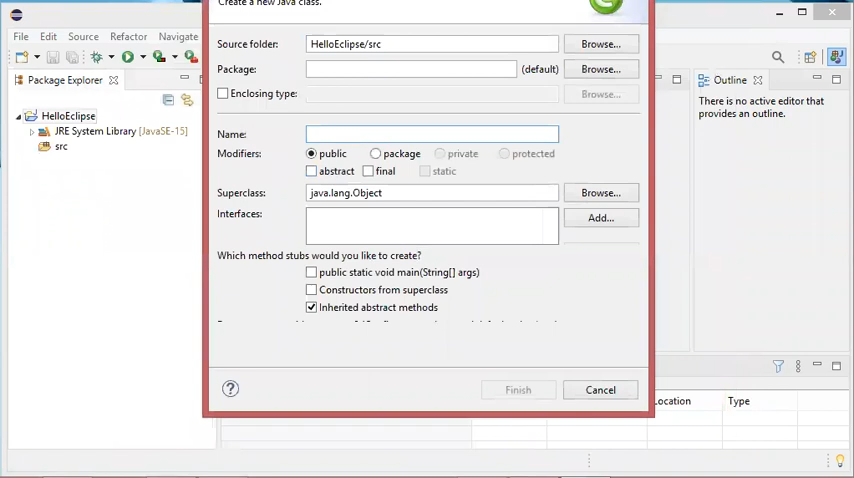 Create a new Java class.
File Edit Source Refactor Navigate
Package Explorer
HelloEclipse
JRE System Library [JavaSE-15]
src
Source folder: HelloEclipse/src Browse...
Package: (default) Browse...
Enclosing type: Browse...
Name:
Modifiers: public package private protected
abstract final static
Superclass: java.lang.Object Browse...
Interfaces: Add...
Which method stubs would you like to create?
public static void main(String[] args)
Constructors from superclass
Inherited abstract methods
? Finish Cancel
Outline
There is no active editor that
provides an outline.
Location Type